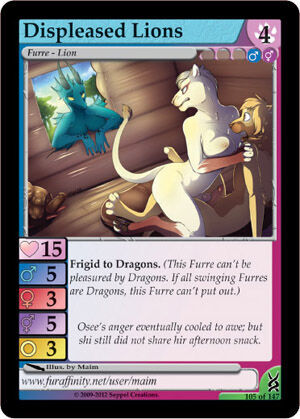 Displeased Lions
4
Furre - Lion
15
5
Frigid to Dragons. (This Furre can't be
pleasured by Dragons. If all swinging Furres
are Dragons, this Furre can't put out.)
3
5
Osee's anger eventually cooled to awe; but
shi still did not share hir afternoon snack.
3
Illus. by Maim
www.furaffinity.net/user/maim
105 of 147
© 2009-2012 Seppel Creations.